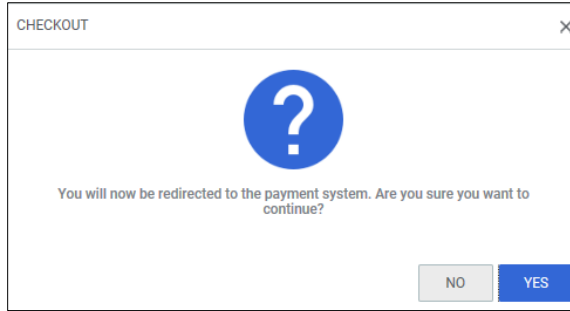 CHECKOUT
You will now be redirected to the payment system. Are you sure you want to
continue?
NO
YES